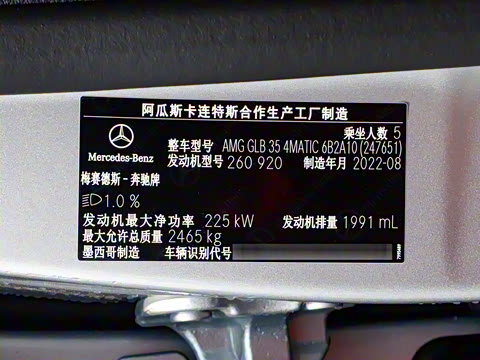 阿瓜斯卡连特斯合作生产工厂制造
乘坐人数 5
整车型号 AMG GLB 35 4MATIC 6B2A10 (247651)
Mercedes-Benz 发动机型号 260 920 制造年月 2022-08
梅赛德斯-奔驰牌
1.0 %
发动机最大净功率 225 kW 发动机排量 1991 mL
最大允许总质量 2465 kg
墨西哥制造 车辆识别代号